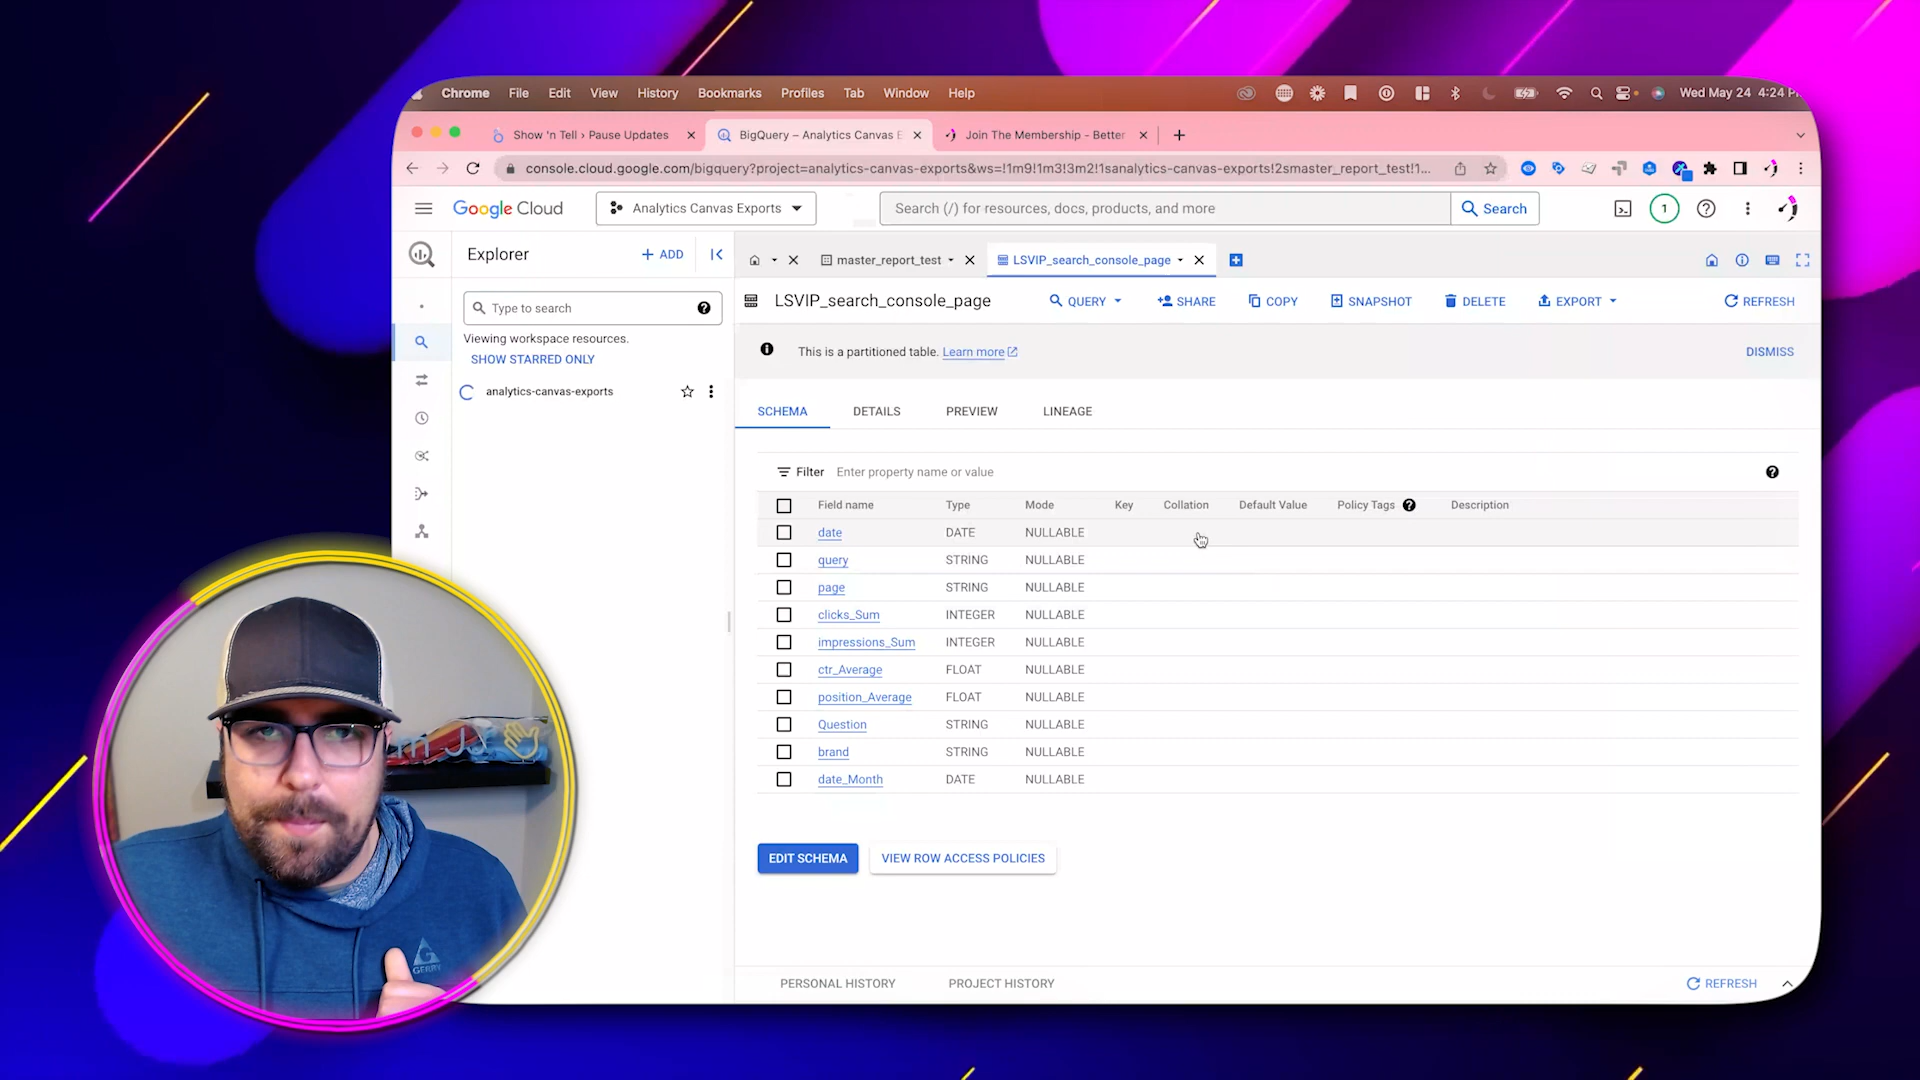 Chrome File Edit View History Bookmarks Profiles Tab Window Help Wed May 24 4:24
Show 'n Tell › Pause Updates BigQuery – Analytics Canvas E Join The Membership - Better
console.cloud.google.com/bigquery?project=analytics-canvas-exports&ws=!1m9!1m3!3m2!1sanalytics-canvas-exports!2smaster_report_test!1...
Google Cloud Analytics Canvas Exports Search (/) for resources, docs, products, and more Search 1
Explorer + ADD master_report_test LSVIP_search_console_page
LSVIP_search_console_page QUERY SHARE COPY SNAPSHOT DELETE EXPORT REFRESH
Type to search
Viewing workspace resources.
SHOW STARRED ONLY
analytics-canvas-exports
This is a partitioned table. Learn more DISMISS
SCHEMA DETAILS PREVIEW LINEAGE
Filter Enter property name or value
Field name Type Mode Key Collation Default Value Policy Tags Description
date DATE NULLABLE
query STRING NULLABLE
page STRING NULLABLE
clicks_Sum INTEGER NULLABLE
impressions_Sum INTEGER NULLABLE
ctr_Average FLOAT NULLABLE
position_Average FLOAT NULLABLE
Question STRING NULLABLE
brand STRING NULLABLE
date_Month DATE NULLABLE
EDIT SCHEMA VIEW ROW ACCESS POLICIES
PERSONAL HISTORY PROJECT HISTORY REFRESH
JJ
GERRY